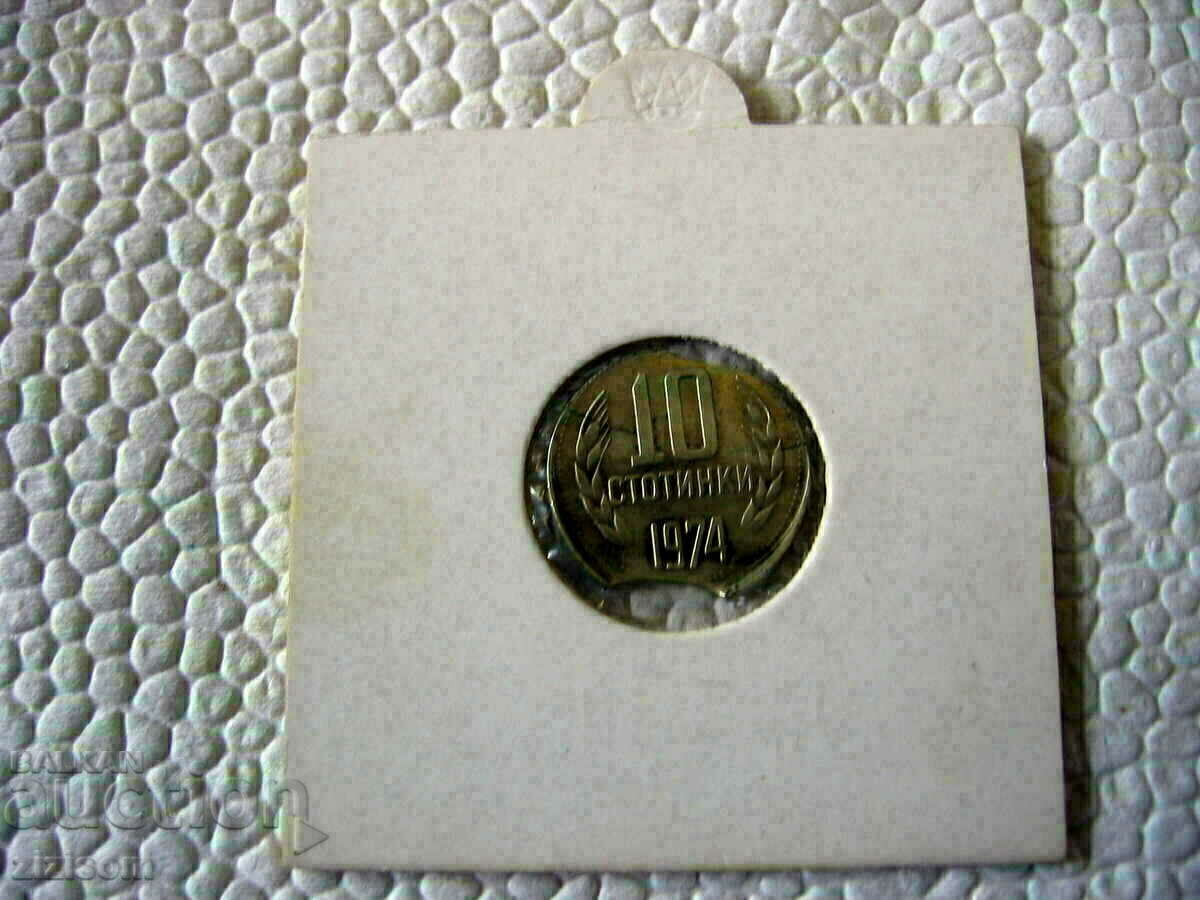 10
СТОТИНКИ
1974
BALKAN
auction
zizisom